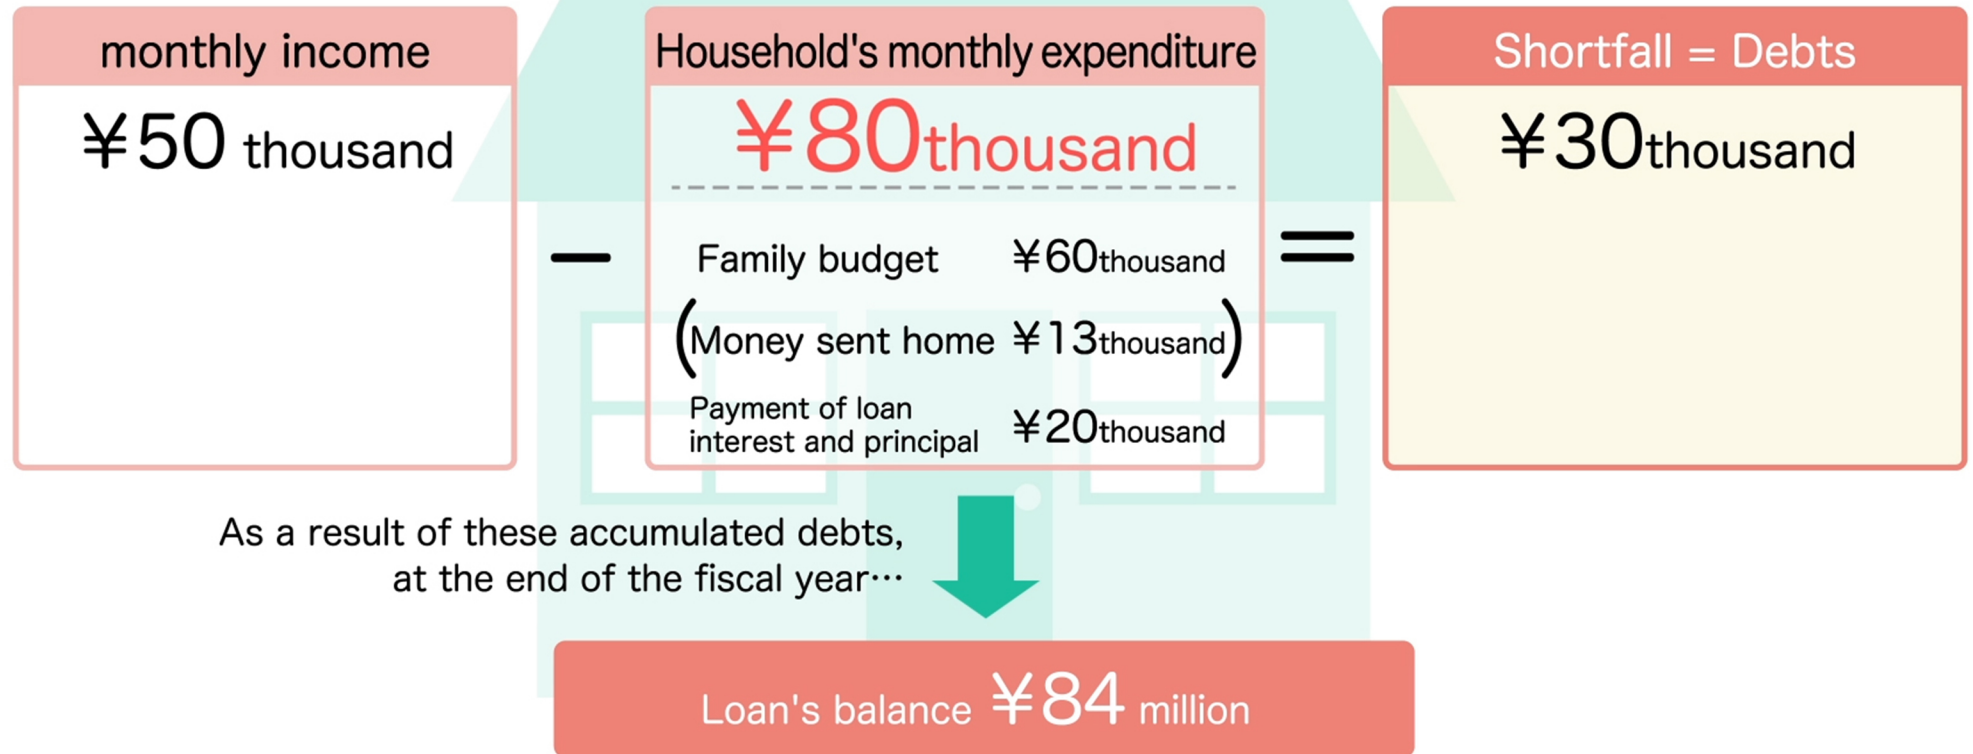 monthly income
¥50 thousand
−
Household's monthly expenditure
¥80thousand
Family budget ¥60thousand
(Money sent home ¥13thousand)
Payment of loan
interest and principal ¥20thousand
=
Shortfall = Debts
¥30thousand
As a result of these accumulated debts,
at the end of the fiscal year…
Loan's balance ¥84 million